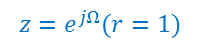 z = e^{jΩ}(r = 1)